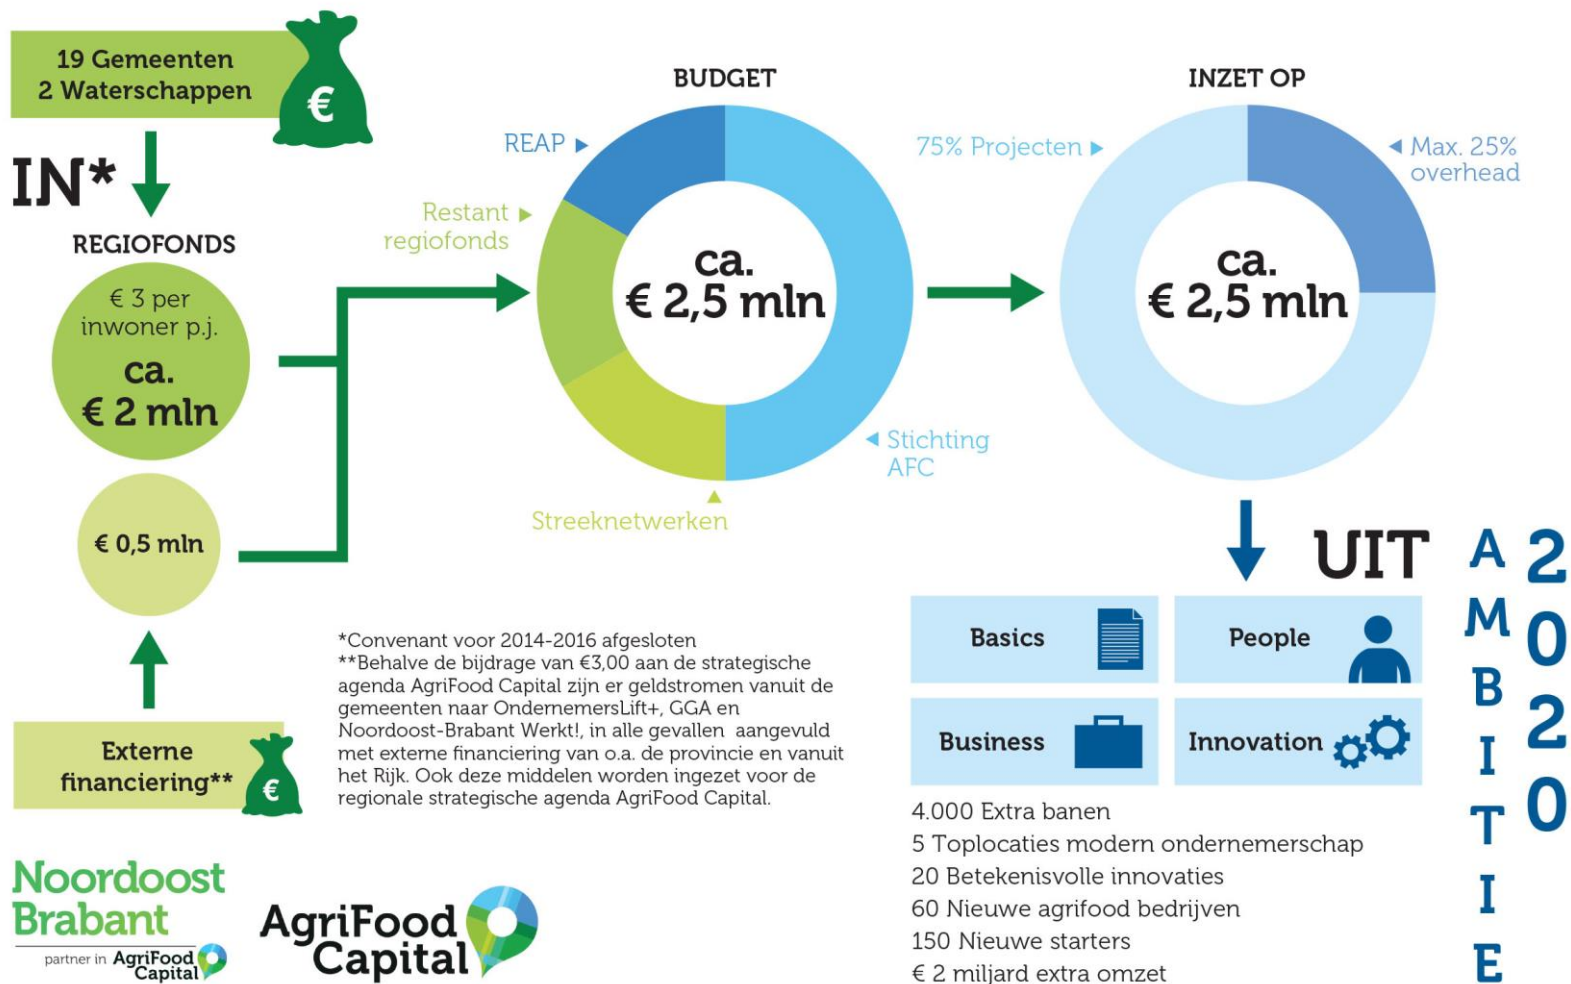 19 Gemeenten
2 Waterschappen
€
IN*
REGIOFONDS
€ 3 per
inwoner p.j.
ca.
€ 2 mln
€ 0,5 mln
Externe
financiering**
€
BUDGET
REAP
Restant
regiofonds
ca.
€ 2,5 mln
Stichting
AFC
Streeknetwerken
INZET OP
75% Projecten
Max. 25%
overhead
ca.
€ 2,5 mln
UIT
AMBITIE
2020
Basics
People
Business
Innovation
4.000 Extra banen
5 Toplocaties modern ondernemerschap
20 Betekenisvolle innovaties
60 Nieuwe agrifood bedrijven
150 Nieuwe starters
€ 2 miljard extra omzet
*Convenant voor 2014-2016 afgesloten
**Behalve de bijdrage van €3,00 aan de strategische
agenda AgriFood Capital zijn er geldstromen vanuit de
gemeenten naar OndernemersLift+, GGA en
Noordoost-Brabant Werkt!, in alle gevallen aangevuld
met externe financiering van o.a. de provincie en vanuit
het Rijk. Ook deze middelen worden ingezet voor de
regionale strategische agenda AgriFood Capital.
Noordoost
Brabant
partner in AgriFood
Capital
AgriFood
Capital